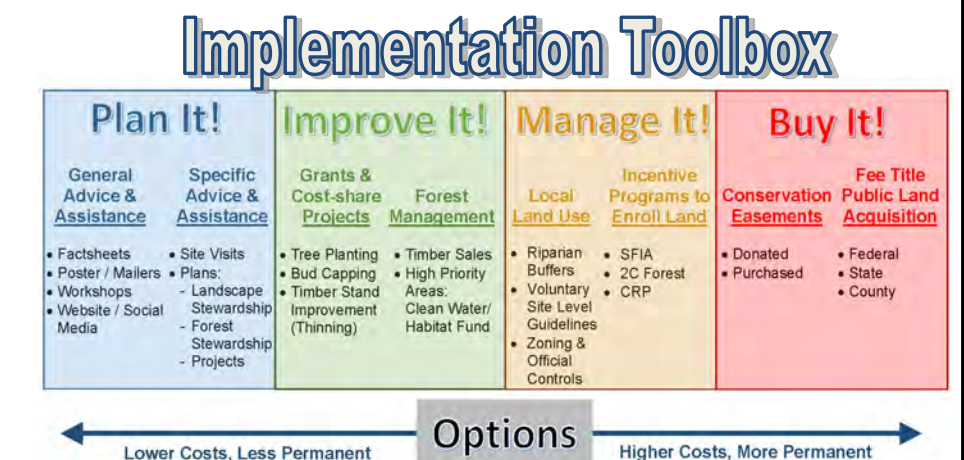 Implementation Toolbox
Plan It!
General
Advice &
Assistance
• Factsheets
• Poster / Mailers
• Workshops
• Website / Social
Media
Specific
Advice &
Assistance
• Site Visits
• Plans:
- Landscape
Stewardship
- Forest
Stewardship
- Projects
Improve It!
Grants &
Cost-share
Projects
• Tree Planting
• Bud Capping
• Timber Stand
Improvement
(Thinning)
Forest
Management
• Timber Sales
• High Priority
Areas:
Clean Water/
Habitat Fund
Manage It!
Local
Land Use
• Riparian
Buffers
• Voluntary
Site Level
Guidelines
• Zoning &
Official
Controls
Incentive
Programs to
Enroll Land
• SFIA
• 2C Forest
• CRP
Buy It!
Conservation
Easements
• Donated
• Purchased
Fee Title
Public Land
Acquisition
• Federal
• State
• County
Options
Lower Costs, Less Permanent
Higher Costs, More Permanent